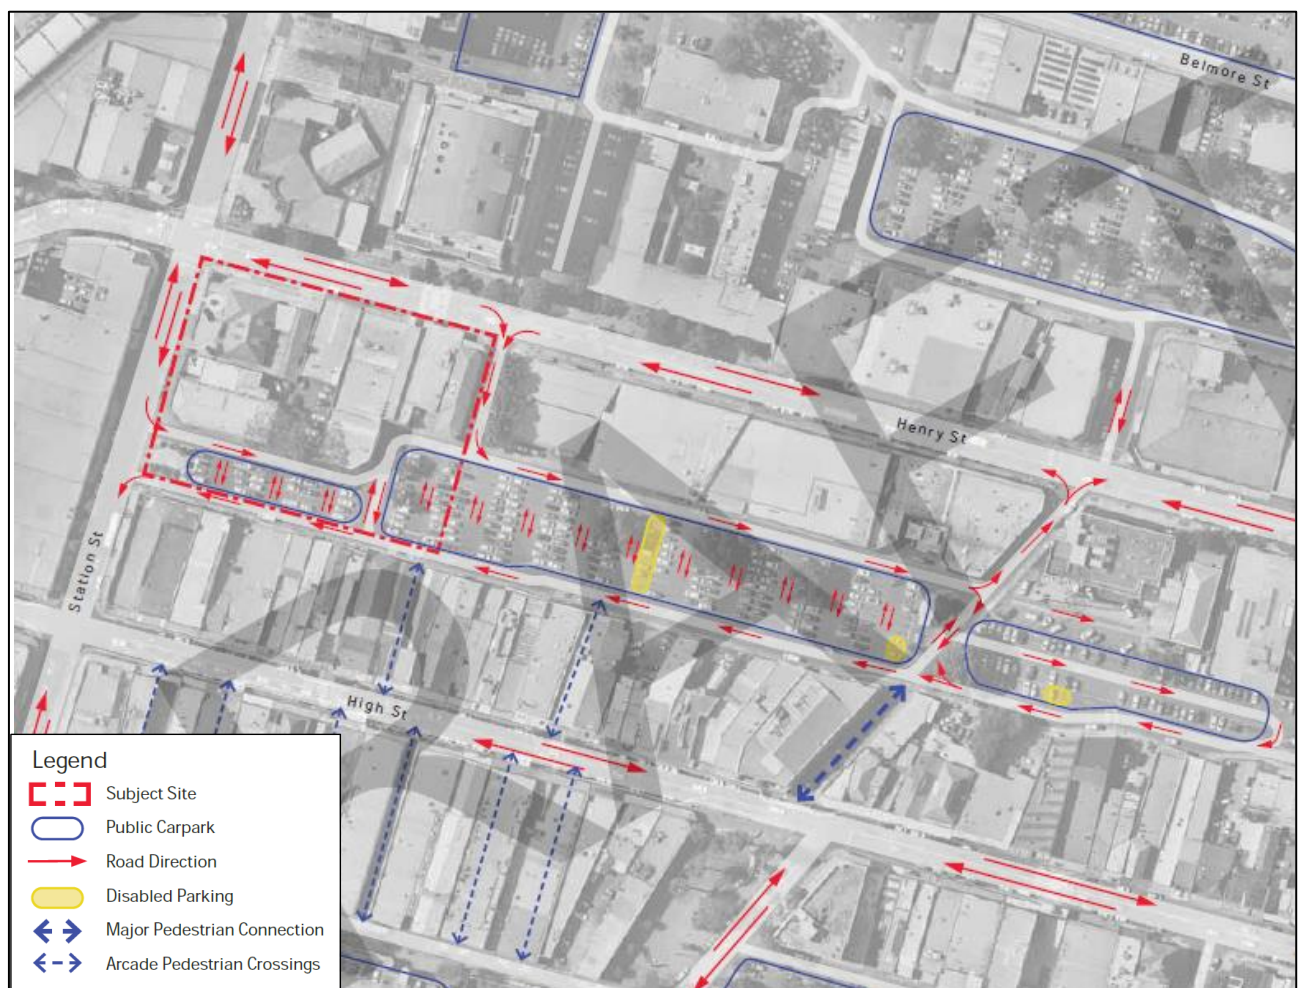 Belmore St
Henry St
Station St
High St
Legend
Subject Site
Public Carpark
Road Direction
Disabled Parking
Major Pedestrian Connection
Arcade Pedestrian Crossings